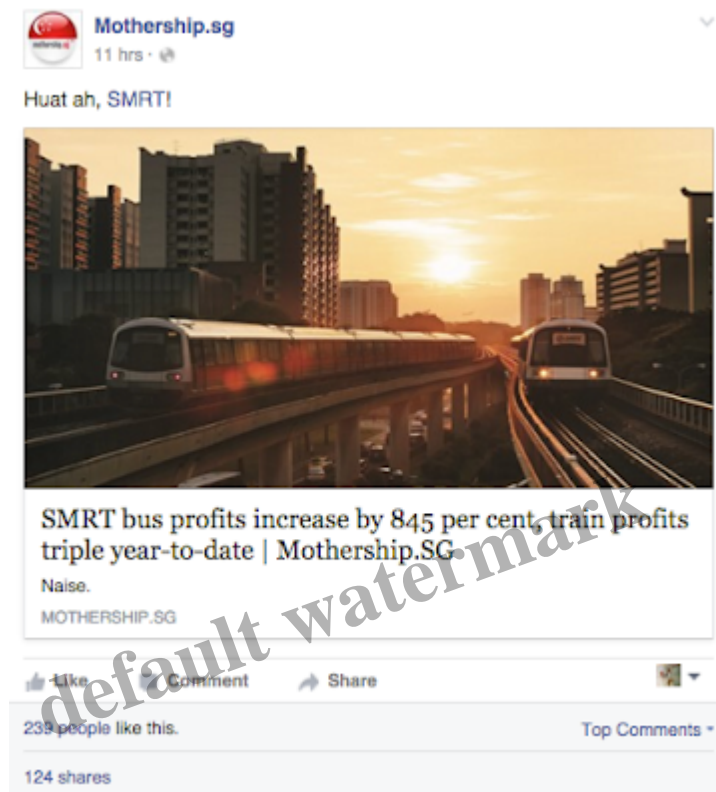 Mothership.sg
11 hrs ·
Huat ah, SMRT!
SMRT bus profits increase by 845 per cent, train profits
triple year-to-date | Mothership.SG
Naise.
MOTHERSHIP.SG
default watermark
Like Comment Share
239 people like this. Top Comments
124 shares